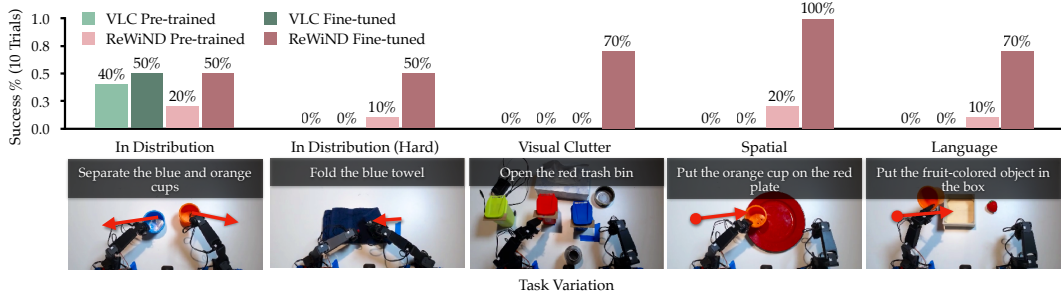 Success % (10 Trials)
1.0
0.8
0.5
0.3
0.0
VLC Pre-trained
VLC Fine-tuned
ReWiND Pre-trained
ReWiND Fine-tuned
40%
50%
20%
50%
0%
0%
10%
50%
0%
0%
0%
70%
0%
0%
20%
100%
0%
0%
10%
70%
In Distribution
In Distribution (Hard)
Visual Clutter
Spatial
Language
Separate the blue and orange
cups
Fold the blue towel
Open the red trash bin
Put the orange cup on the red
plate
Put the fruit-colored object in
the box
Task Variation